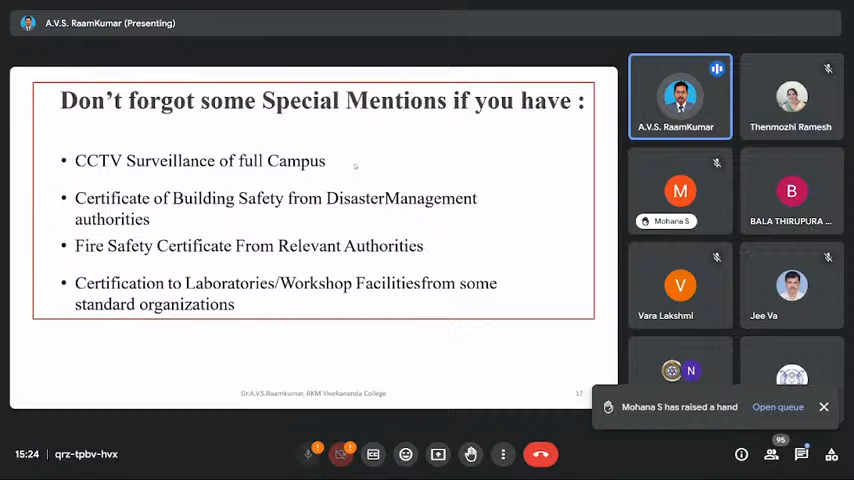 A.V.S. RaamKumar (Presenting)
Don't forgot some Special Mentions if you have :
• CCTV Surveillance of full Campus
• Certificate of Building Safety from DisasterManagement
authorities
• Fire Safety Certificate From Relevant Authorities
• Certification to Laboratories/Workshop Facilitiesfrom some
standard organizations
Dr.A.V.S.Raamkumar, RKM Vivekananda College
17
A.V.S. RaamKumar
Thenmozhi Ramesh
M
Mohana S
B
BALA THIRUPURA ...
V
Vara Lakshmi
Jee Va
N
Mohana S has raised a hand
Open queue
15:24 | qrz-tpbv-hvx
95